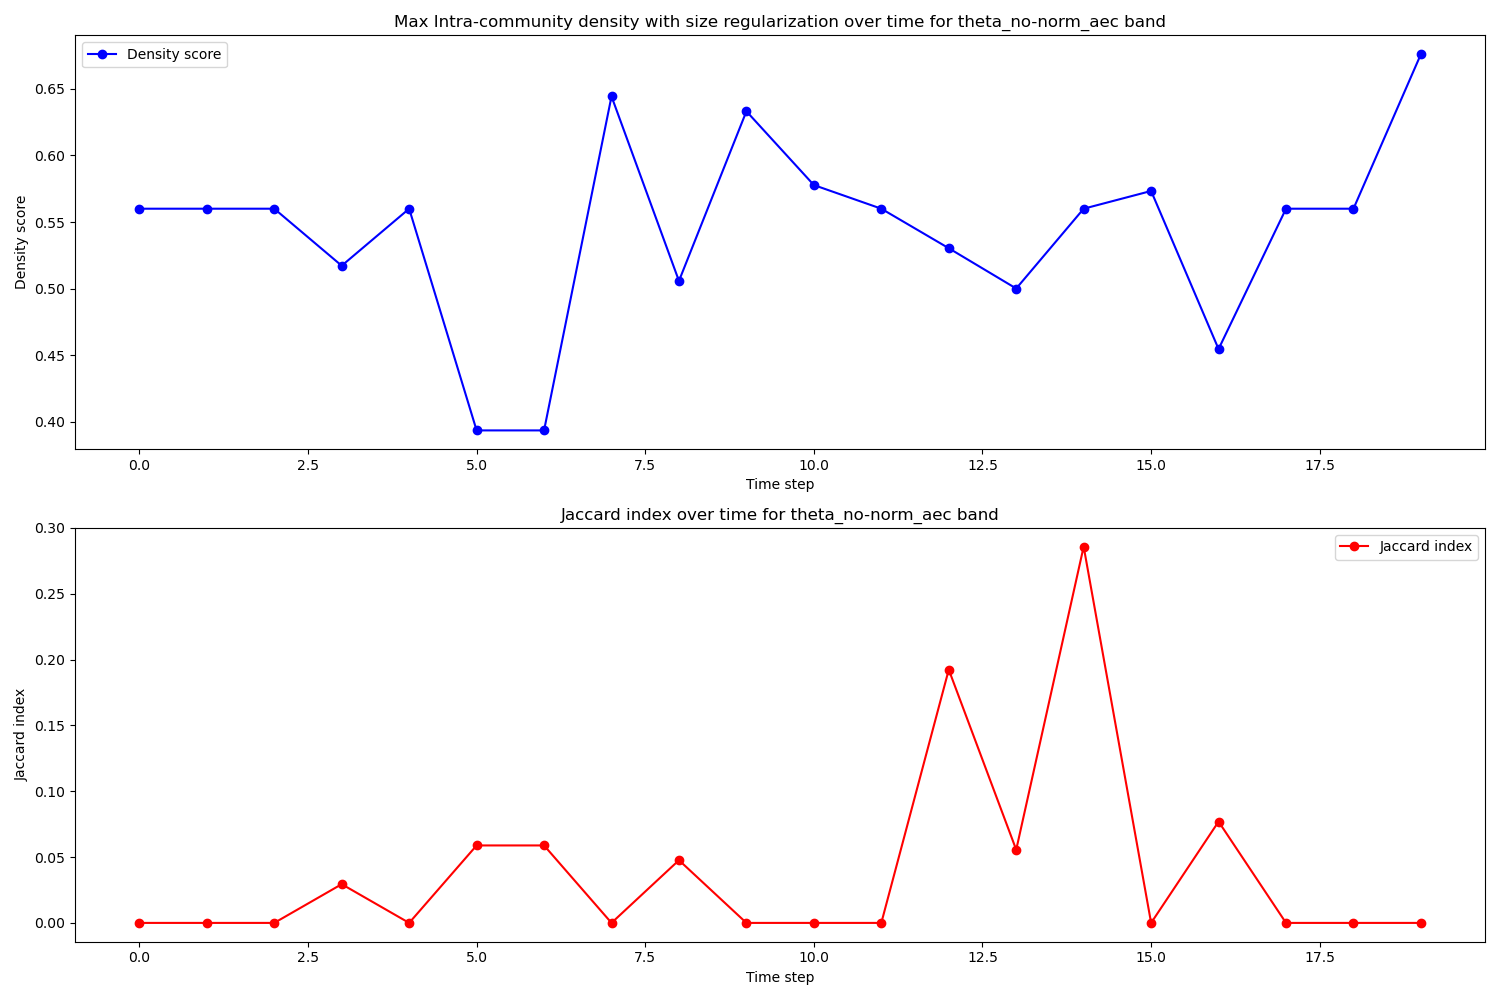 Max Intra-community density with size regularization over time for theta_no-norm_aec band
Density score
0.65
0.60
0.55
0.50
0.45
0.40
Density score
0.0 2.5 5.0 7.5 10.0 12.5 15.0 17.5
Time step
Jaccard index over time for theta_no-norm_aec band
Jaccard index
0.30
0.25
0.20
0.15
0.10
0.05
0.00
Jaccard index
0.0 2.5 5.0 7.5 10.0 12.5 15.0 17.5
Time step